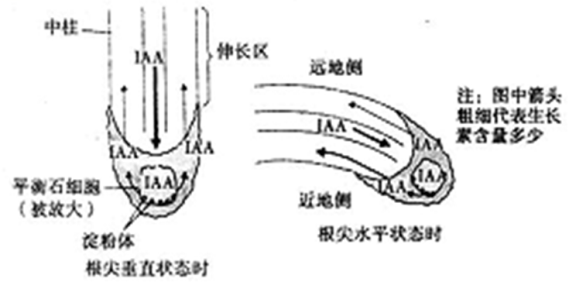 中柱
伸长区
IAA
IAA
IAA
IAA
平衡石细胞
（被放大）
淀粉体
根尖垂直状态时
远地侧
IAA
IAA
IAA
IAA
近地侧
根尖水平状态时
注：图中箭头
粗细代表生长
素含量多少